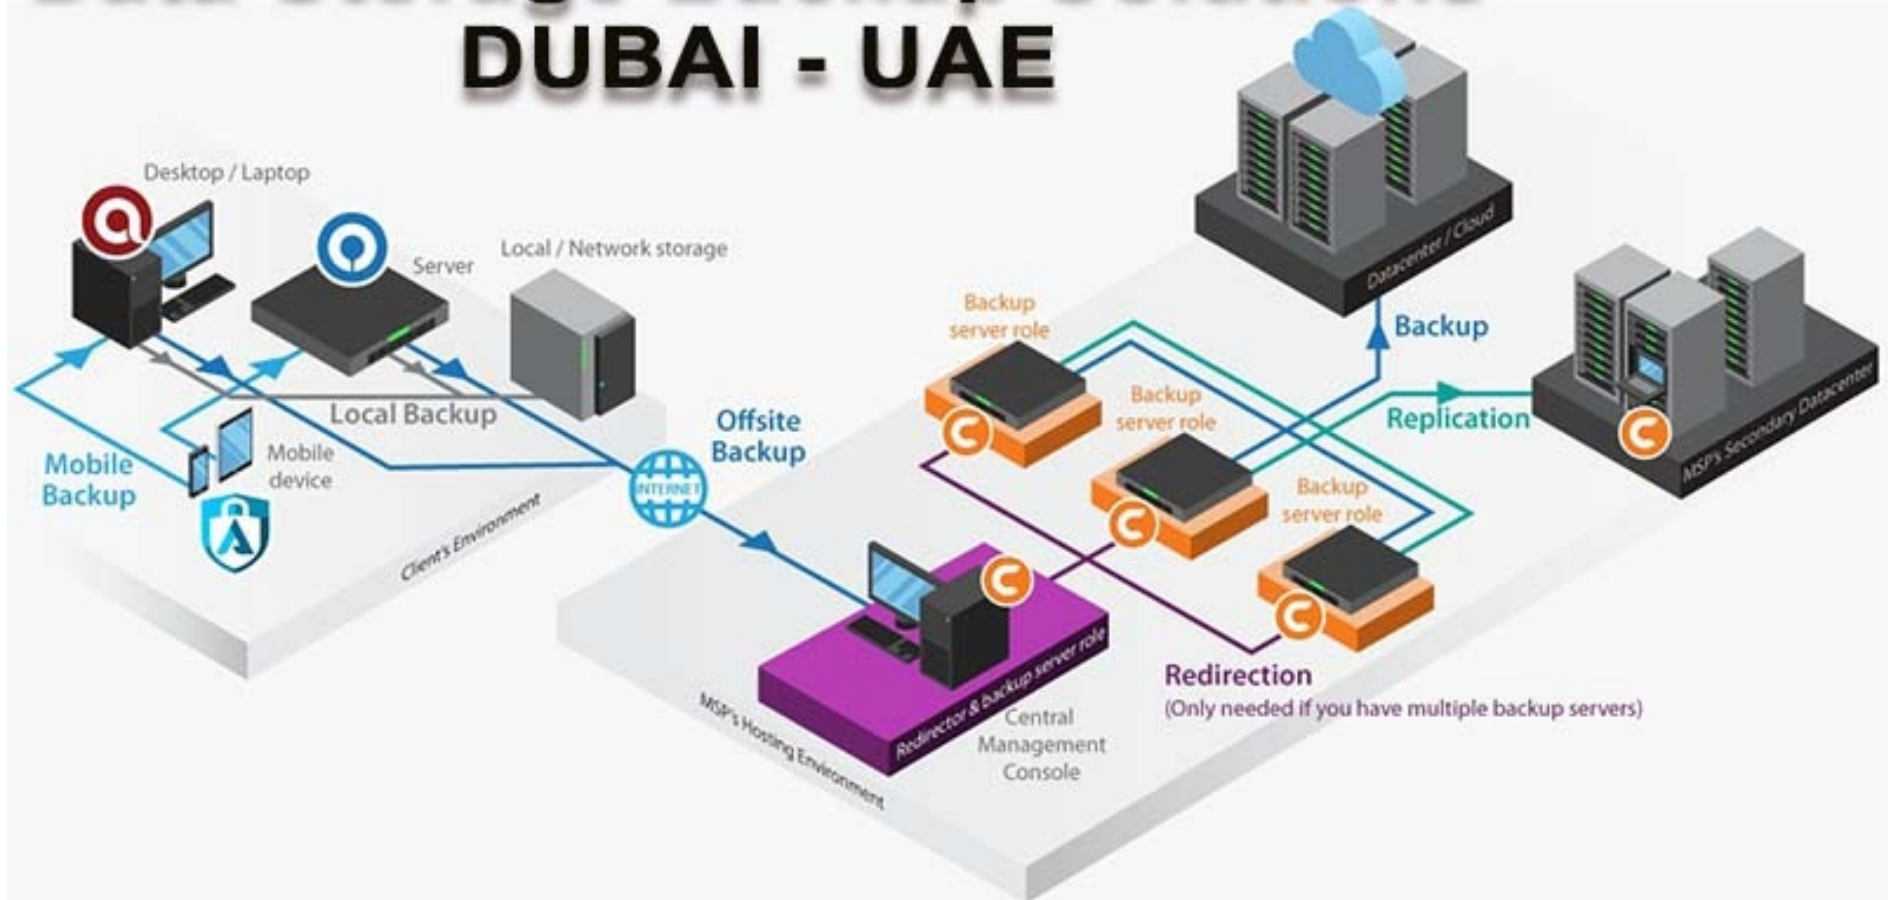 DUBAI - UAE
Desktop / Laptop
Server
Local / Network storage
Local Backup
Mobile
Backup
Mobile
device
Client's Environment
Offsite
Backup
INTERNET
Backup
server role
Backup
server role
Backup
server role
Datacenter / Cloud
Backup
Replication
MSP's Secondary Datacenter
Redirection
(Only needed if you have multiple backup servers)
Redirector & backup server role
Central
Management
Console
MSP's Hosting Environment